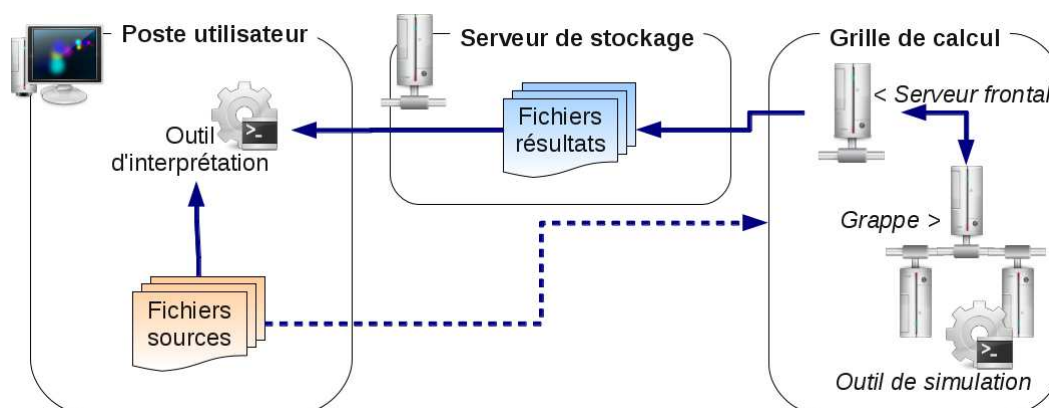 Poste utilisateur
Serveur de stockage
Grille de calcul
< Serveur frontal
Fichiers
résultats
Outil
d'interprétation
Grappe >
Fichiers
sources
Outil de simulation
>_
>_